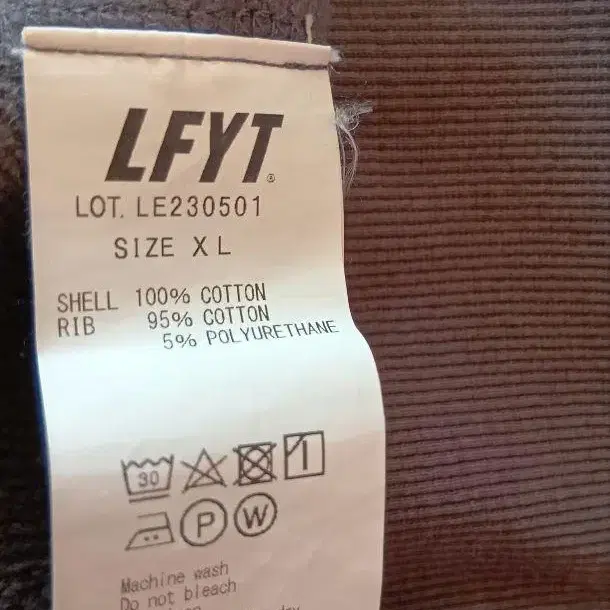 LFYT®
LOT. LE230501
SIZE XL
SHELL 100% COTTON
RIB 95% COTTON
5% POLYURETHANE
30
P W
Machine wash
Do not bleach